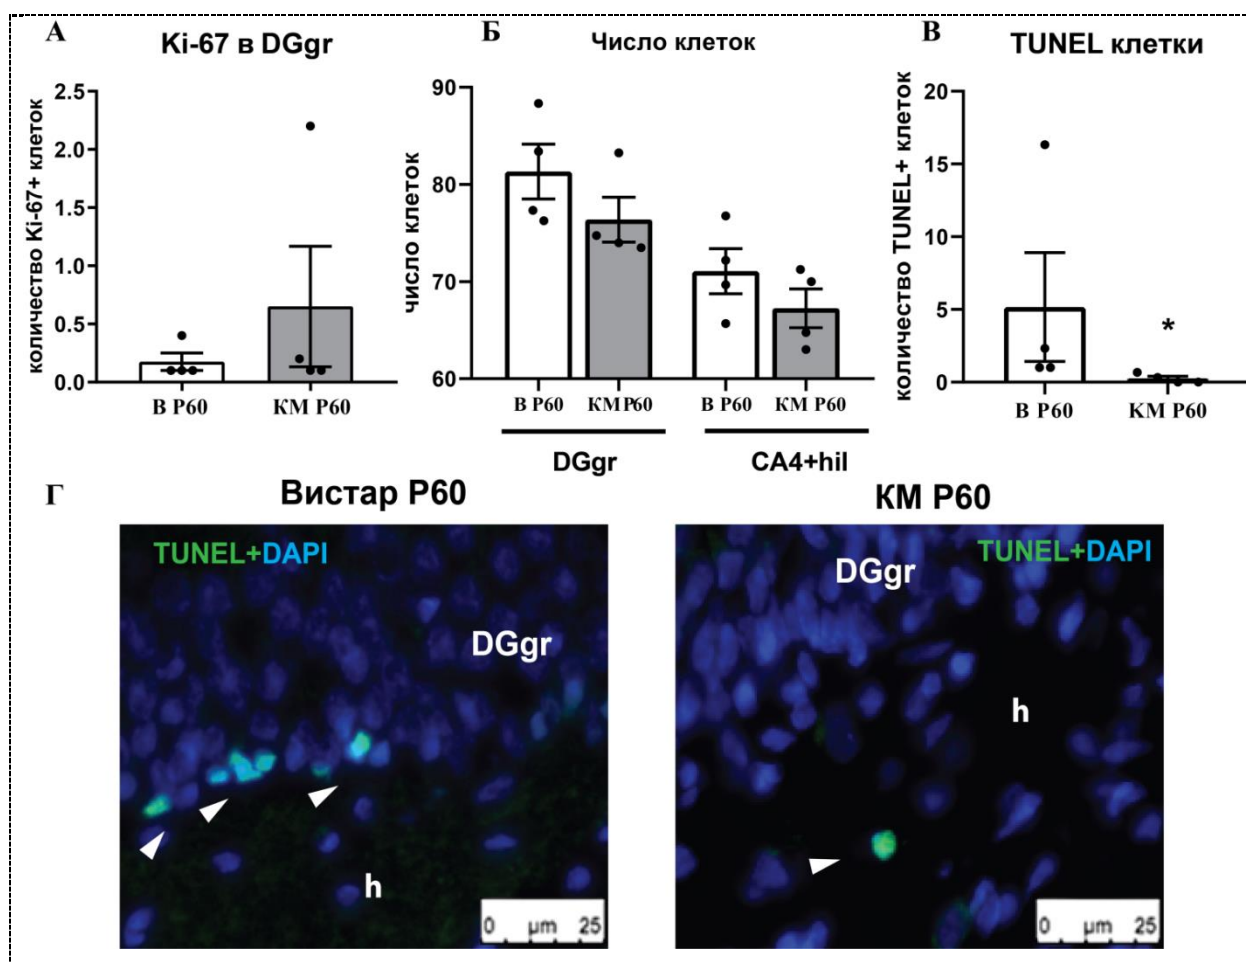 А
Ki-67 в DGgr
количество Ki-67+ клеток
2.5
2.0
1.5
1.0
0.5
0.0
В P60
КМ P60
Б
Число клеток
число клеток
90
80
70
60
В P60
КМP60
В P60
КМ P60
DGgr
CA4+hil
В
TUNEL клетки
количество TUNEL+ клеток
20
15
10
5
0
*
В P60
КМ P60
Г
Вистар P60
TUNEL+DAPI
DGgr
h
0 µm 25
КМ P60
TUNEL+DAPI
DGgr
h
0 µm 25